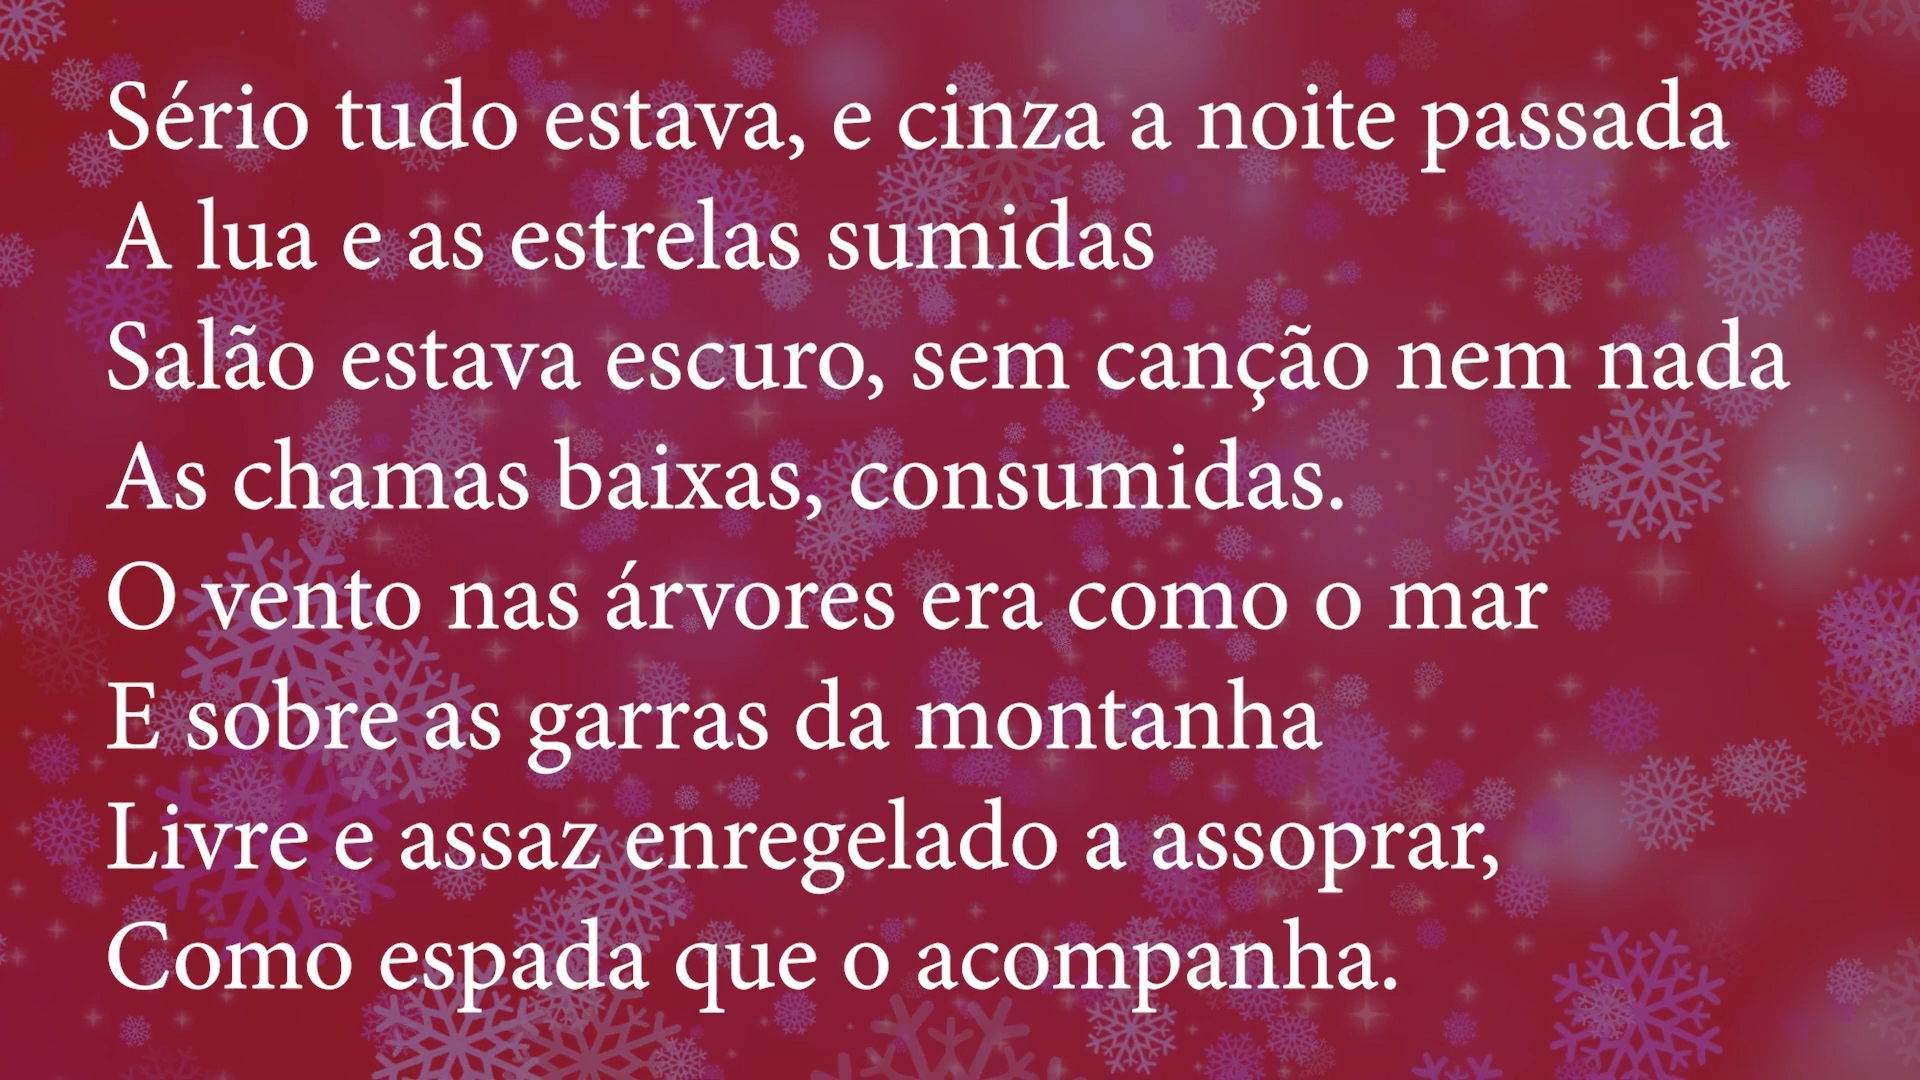 Sério tudo estava, e cinza a noite passada
A lua e as estrelas sumidas
Salão estava escuro, sem canção nem nada
As chamas baixas, consumidas.
O vento nas árvores era como o mar
E sobre as garras da montanha
Livre e assaz enregelado a assoprar,
Como espada que o acompanha.